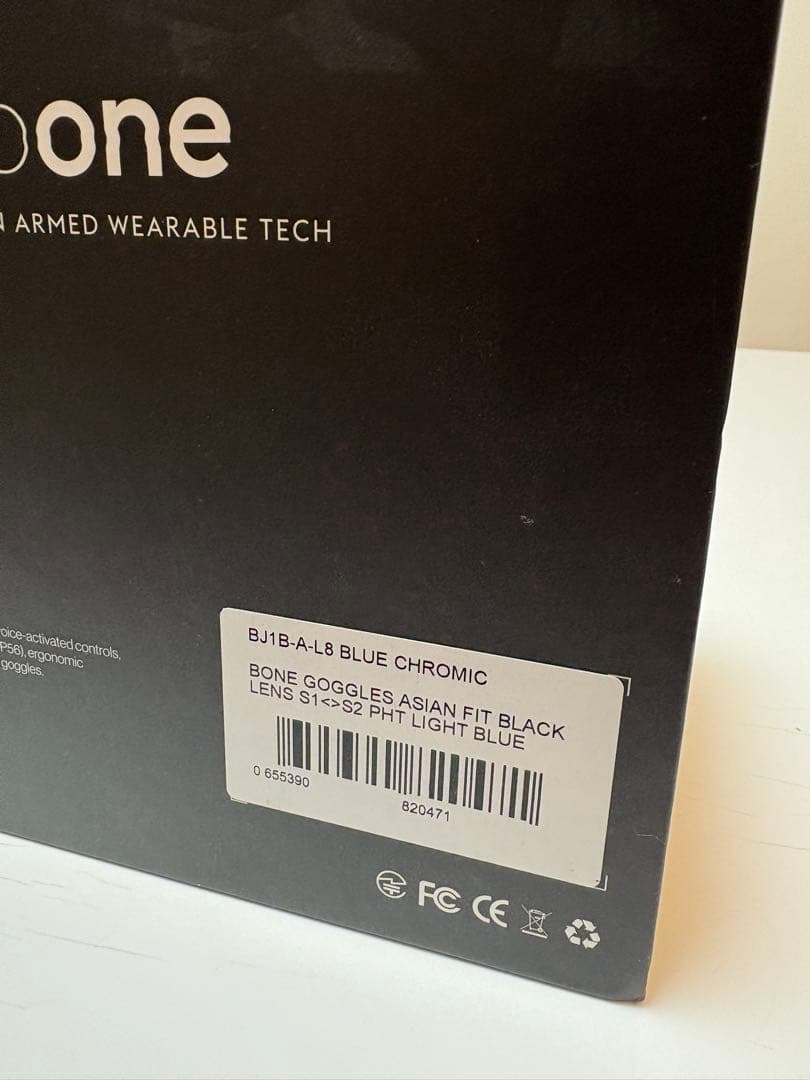 one
ARMED WEARABLE TECH
oice-activated controls,
P56), ergonomic
goggles.
BJ1B-A-L8 BLUE CHROMIC
BONE GOGGLES ASIAN FIT BLACK
LENS S1<>S2 PHT LIGHT BLUE
0 655390
820471
FC CE